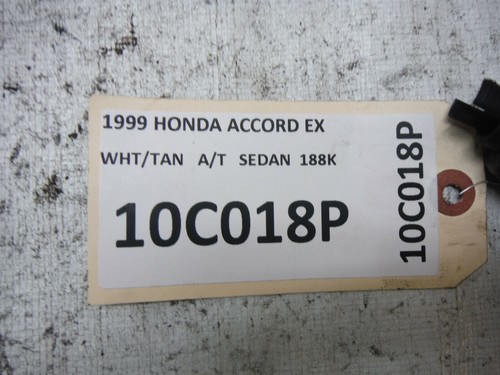 1999 HONDA ACCORD EX
WHT/TAN A/T SEDAN 188K
10C018P
10C018P